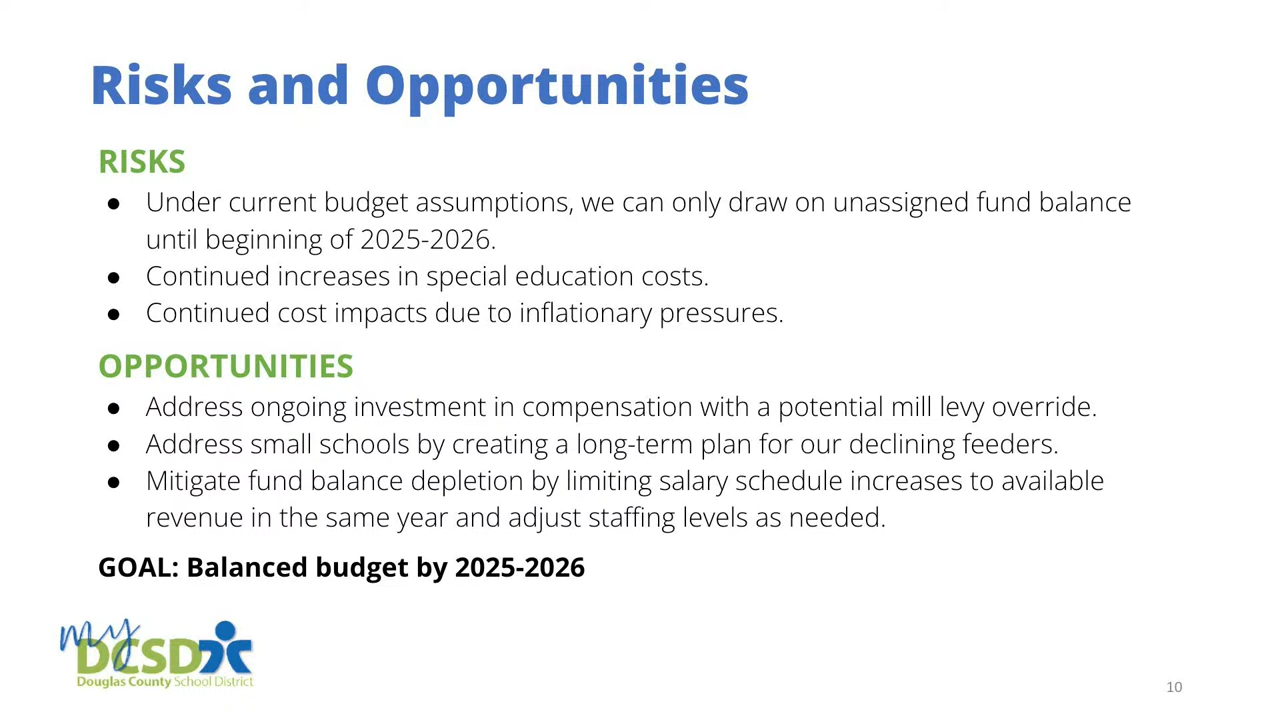 Risks and Opportunities
RISKS
● Under current budget assumptions, we can only draw on unassigned fund balance
until beginning of 2025-2026.
● Continued increases in special education costs.
● Continued cost impacts due to inflationary pressures.
OPPORTUNITIES
● Address ongoing investment in compensation with a potential mill levy override.
● Address small schools by creating a long-term plan for our declining feeders.
● Mitigate fund balance depletion by limiting salary schedule increases to available
revenue in the same year and adjust staffing levels as needed.
GOAL: Balanced budget by 2025-2026
my
DCSD
Douglas County School District
10